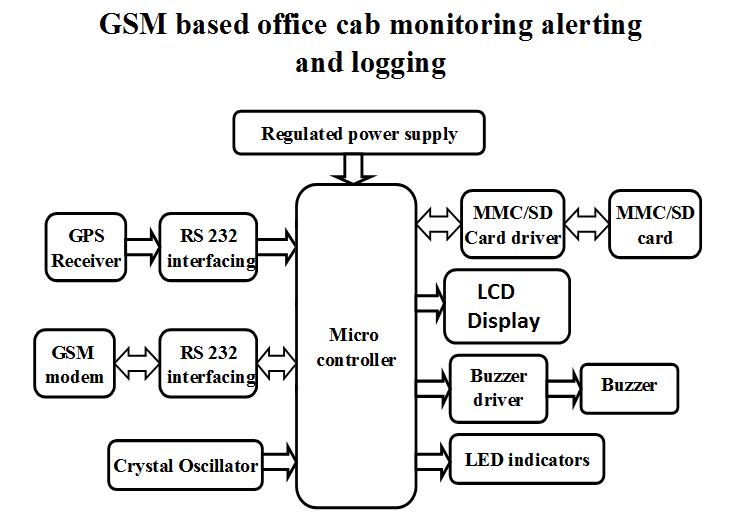 GSM based office cab monitoring alerting
and logging
Regulated power supply
GPS
Receiver
RS 232
interfacing
MMC/SD
Card driver
MMC/SD
card
LCD
Display
Micro
controller
GSM
modem
RS 232
interfacing
Buzzer
driver
Buzzer
Crystal Oscillator
LED indicators